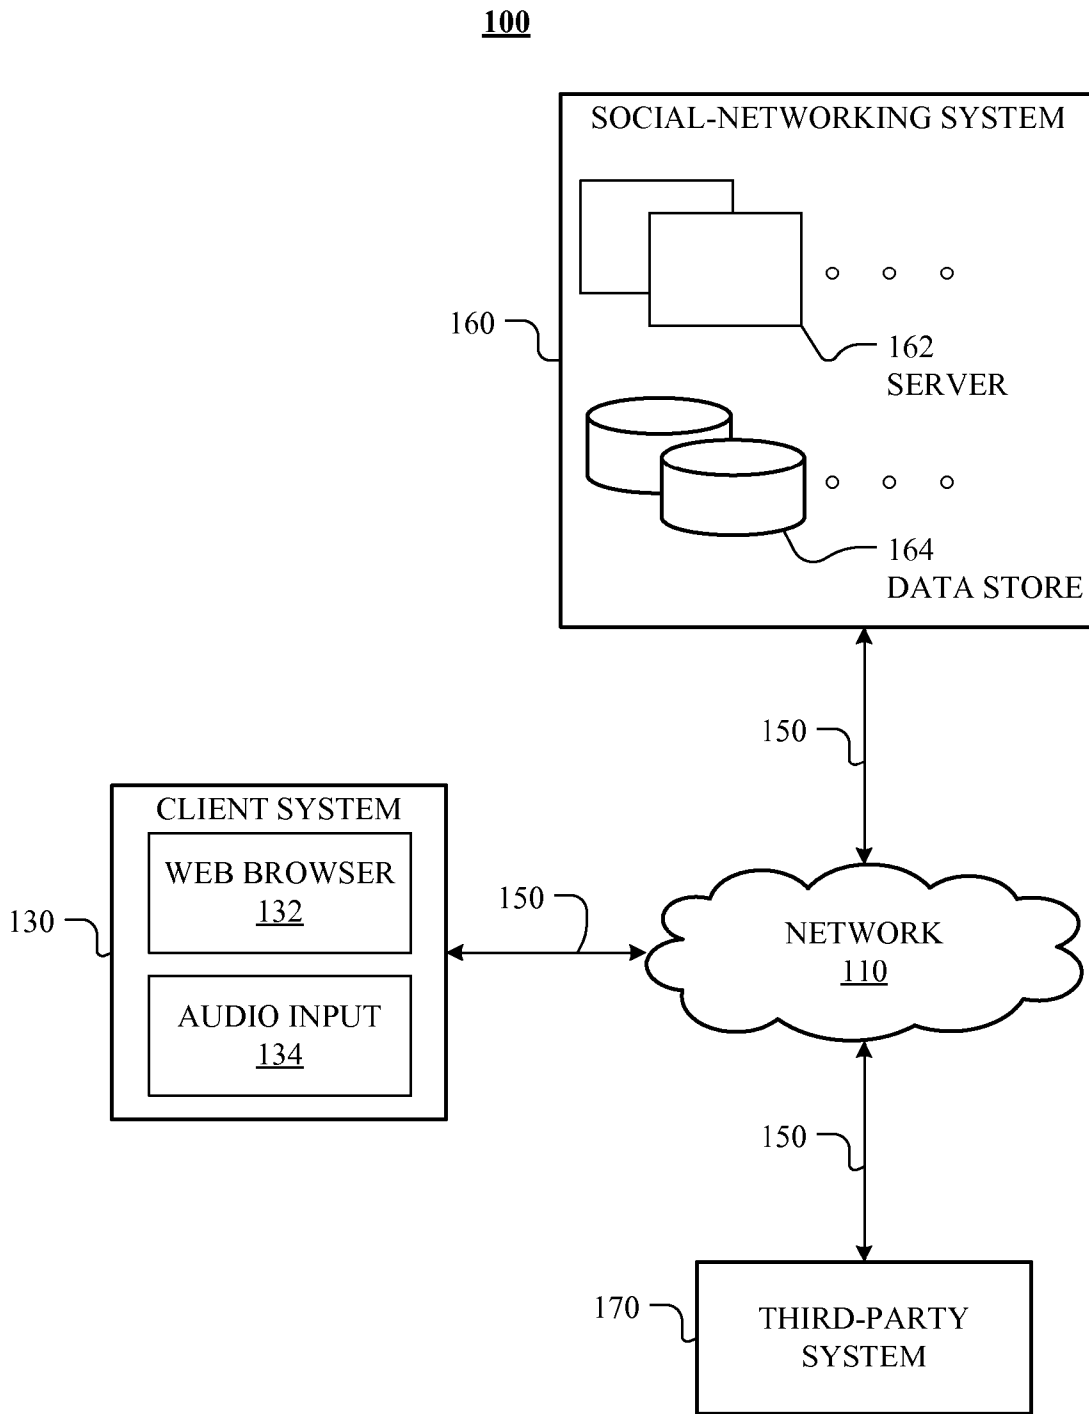 100
SOCIAL-NETWORKING SYSTEM
160
162
SERVER
164
DATA STORE
150
CLIENT SYSTEM
WEB BROWSER
132
130
150
NETWORK
110
AUDIO INPUT
134
150
170
THIRD-PARTY
SYSTEM